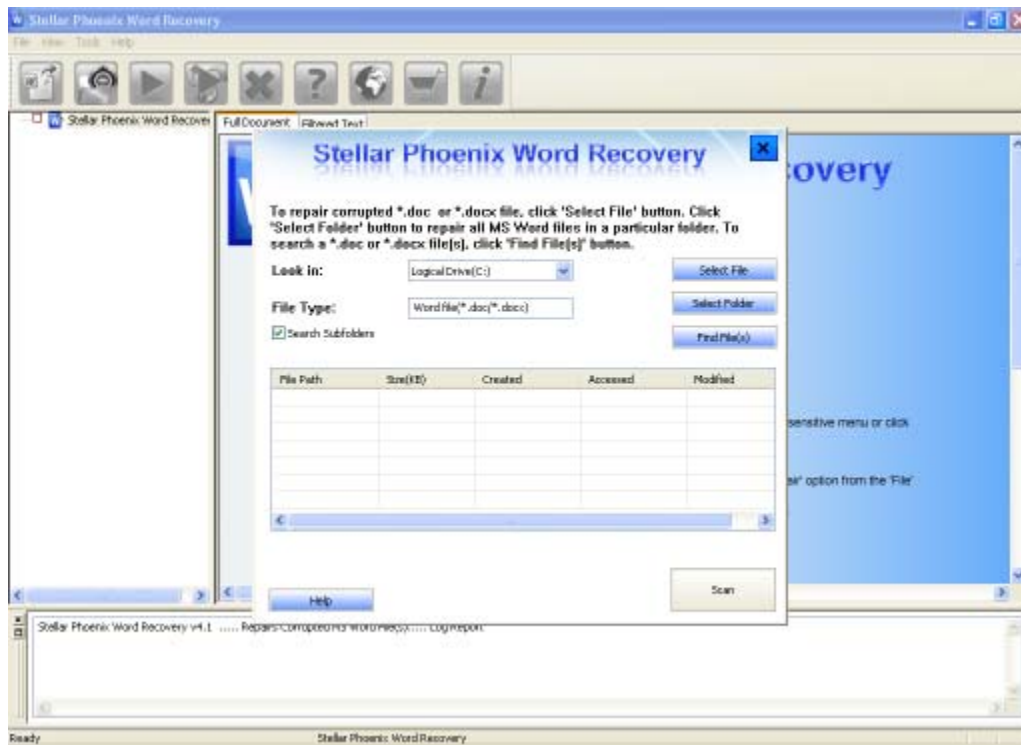 Stellar Phoenix Word Recovery
File View Tools Help
Stellar Phoenix Word Recover
Full Document Filtered Text
Stellar Phoenix Word Recovery
overy
To repair corrupted *.doc or *.docx file, click 'Select File' button. Click
'Select Folder' button to repair all MS Word files in a particular folder. To
search a *.doc or *.docx file(s), click 'Find File(s)' button.
Look in: Logical Drive(C:) Select File
File Type: Word file(*.doc/*.docx) Select Folder
Search Subfolders Find File(s)
File Path Size(KB) Created Accessed Modified
sensitive menu or click
air' option from the 'File'
Scan
Help
Stellar Phoenix Word Recovery v4.1 ..... Repairs Corrupted MS Word File(s)..... Log Report
Ready Stellar Phoenix Word Recovery